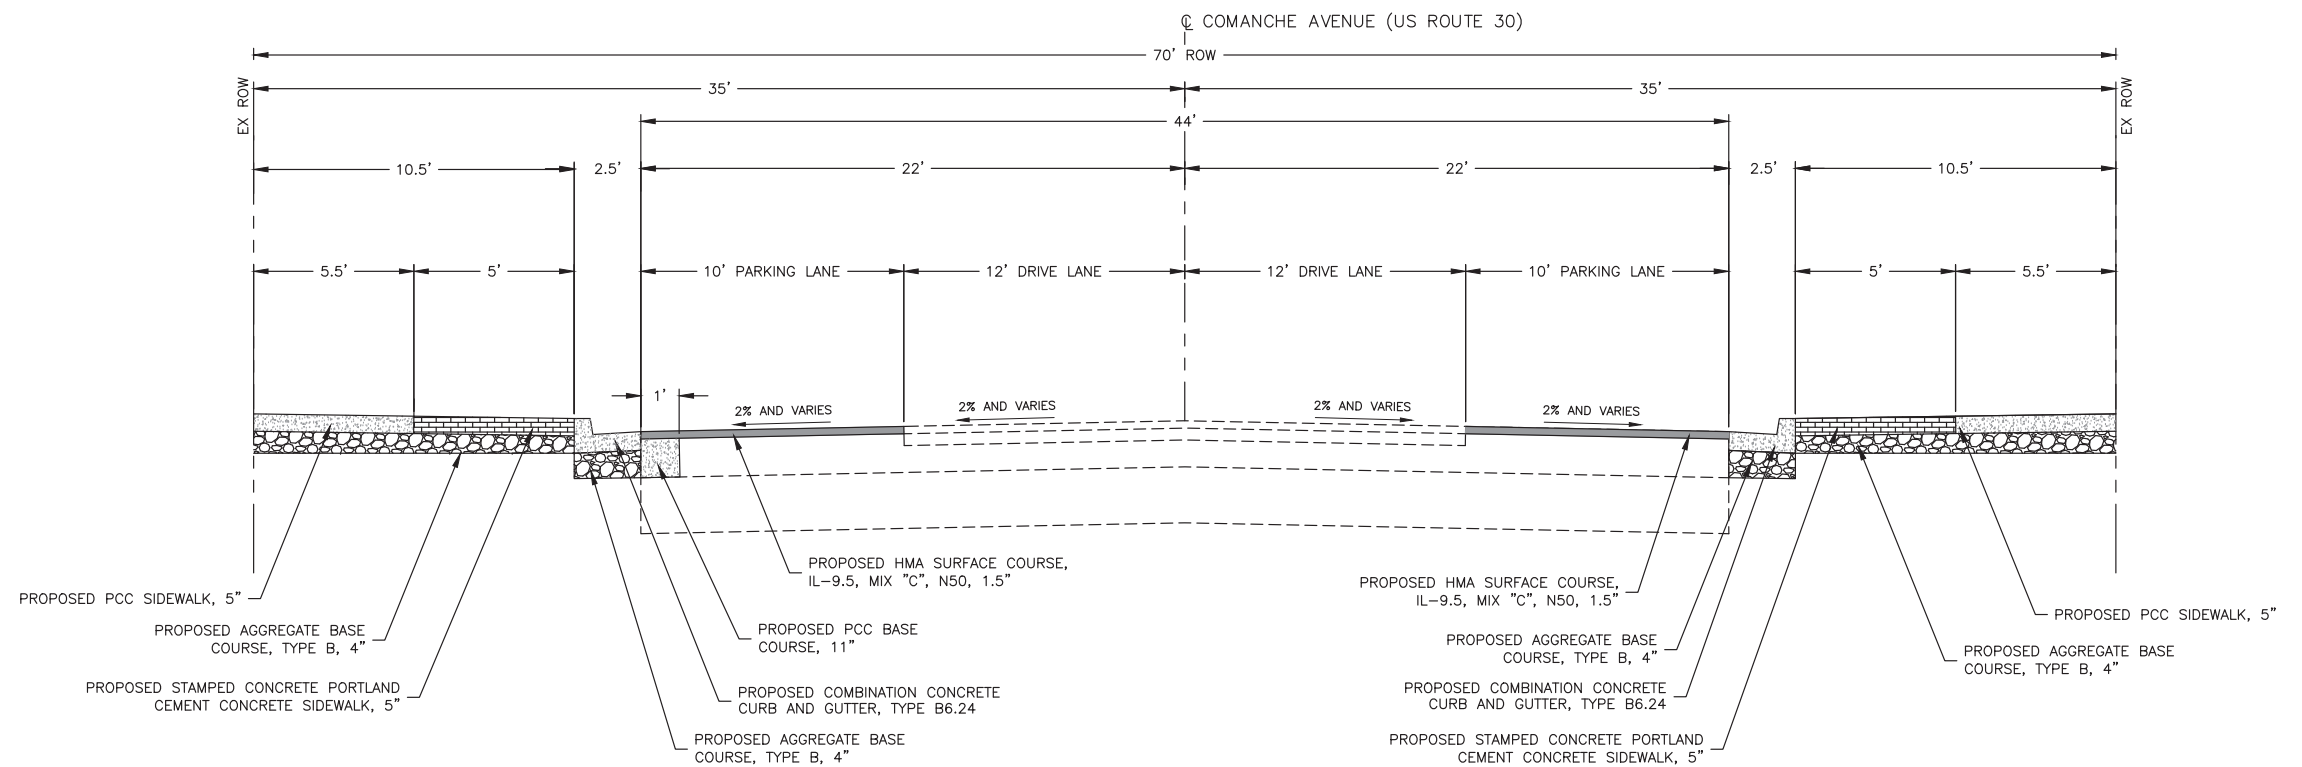 ℄ COMANCHE AVENUE (US ROUTE 30)
70' ROW
EX ROW
35'
35'
EX ROW
44'
10.5'
2.5'
22'
22'
2.5'
10.5'
5.5'
5'
10' PARKING LANE
12' DRIVE LANE
12' DRIVE LANE
10' PARKING LANE
5'
5.5'
1'
2% AND VARIES
2% AND VARIES
2% AND VARIES
2% AND VARIES
PROPOSED PCC SIDEWALK, 5"
PROPOSED AGGREGATE BASE
COURSE, TYPE B, 4"
PROPOSED STAMPED CONCRETE PORTLAND
CEMENT CONCRETE SIDEWALK, 5"
PROPOSED HMA SURFACE COURSE,
IL-9.5, MIX "C", N50, 1.5"
PROPOSED PCC BASE
COURSE, 11"
PROPOSED COMBINATION CONCRETE
CURB AND GUTTER, TYPE B6.24
PROPOSED AGGREGATE BASE
COURSE, TYPE B, 4"
PROPOSED HMA SURFACE COURSE,
IL-9.5, MIX "C", N50, 1.5"
PROPOSED AGGREGATE BASE
COURSE, TYPE B, 4"
PROPOSED COMBINATION CONCRETE
CURB AND GUTTER, TYPE B6.24
PROPOSED STAMPED CONCRETE PORTLAND
CEMENT CONCRETE SIDEWALK, 5"
PROPOSED PCC SIDEWALK, 5"
PROPOSED AGGREGATE BASE
COURSE, TYPE B, 4"